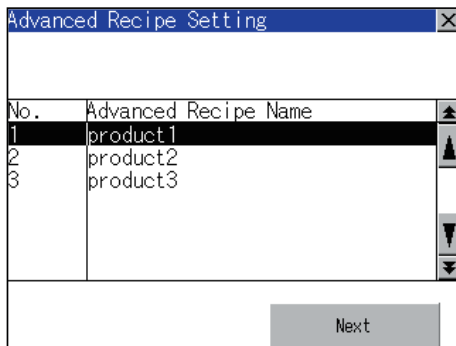 Advanced Recipe Setting
No. Advanced Recipe Name
1 product1
2 product2
3 product3
Next